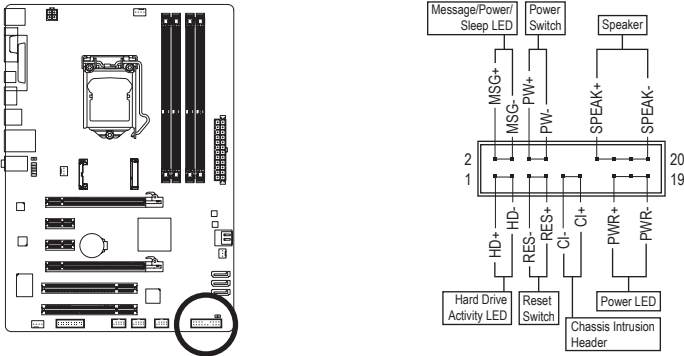 Message/Power/
Sleep LED
Power
Switch
Speaker
MSG+
MSG-
PW+
PW-
SPEAK+
SPEAK-
2
20
1
19
HD+
HD-
RES-
RES+
CI-
CI+
PWR+
PWR-
Hard Drive
Activity LED
Reset
Switch
Power LED
Chassis Intrusion
Header